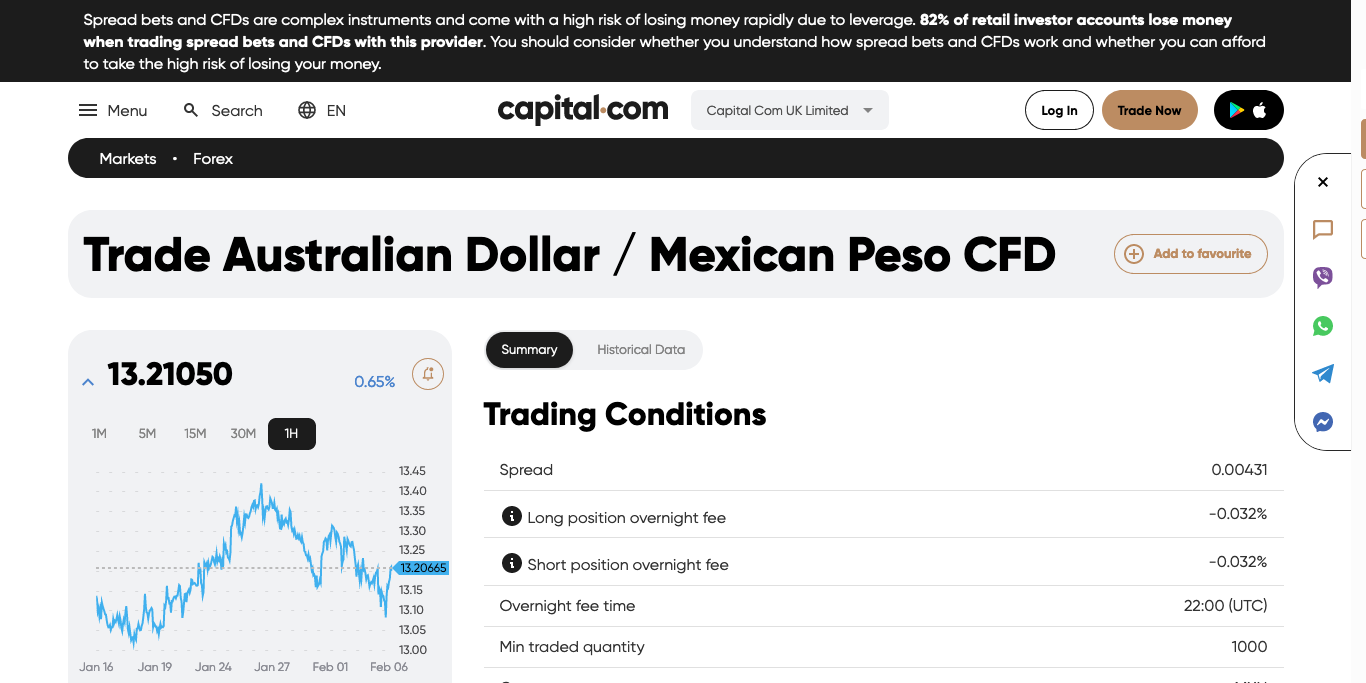 Spread bets and CFDs are complex instruments and come with a high risk of losing money rapidly due to leverage. 82% of retail investor accounts lose money
when trading spread bets and CFDs with this provider. You should consider whether you understand how spread bets and CFDs work and whether you can afford
to take the high risk of losing your money.
Menu Search EN capital.com Capital Com UK Limited Log In Trade Now
Markets • Forex
Trade Australian Dollar / Mexican Peso CFD Add to favourite
13.21050 0.65%
1M 5M 15M 30M 1H
13.45
13.40
13.35
13.30
13.25
13.20665
13.15
13.10
13.05
13.00
Jan 16 Jan 19 Jan 24 Jan 27 Feb 01 Feb 06
Summary Historical Data
Trading Conditions
Spread 0.00431
Long position overnight fee -0.032%
Short position overnight fee -0.032%
Overnight fee time 22:00 (UTC)
Min traded quantity 1000